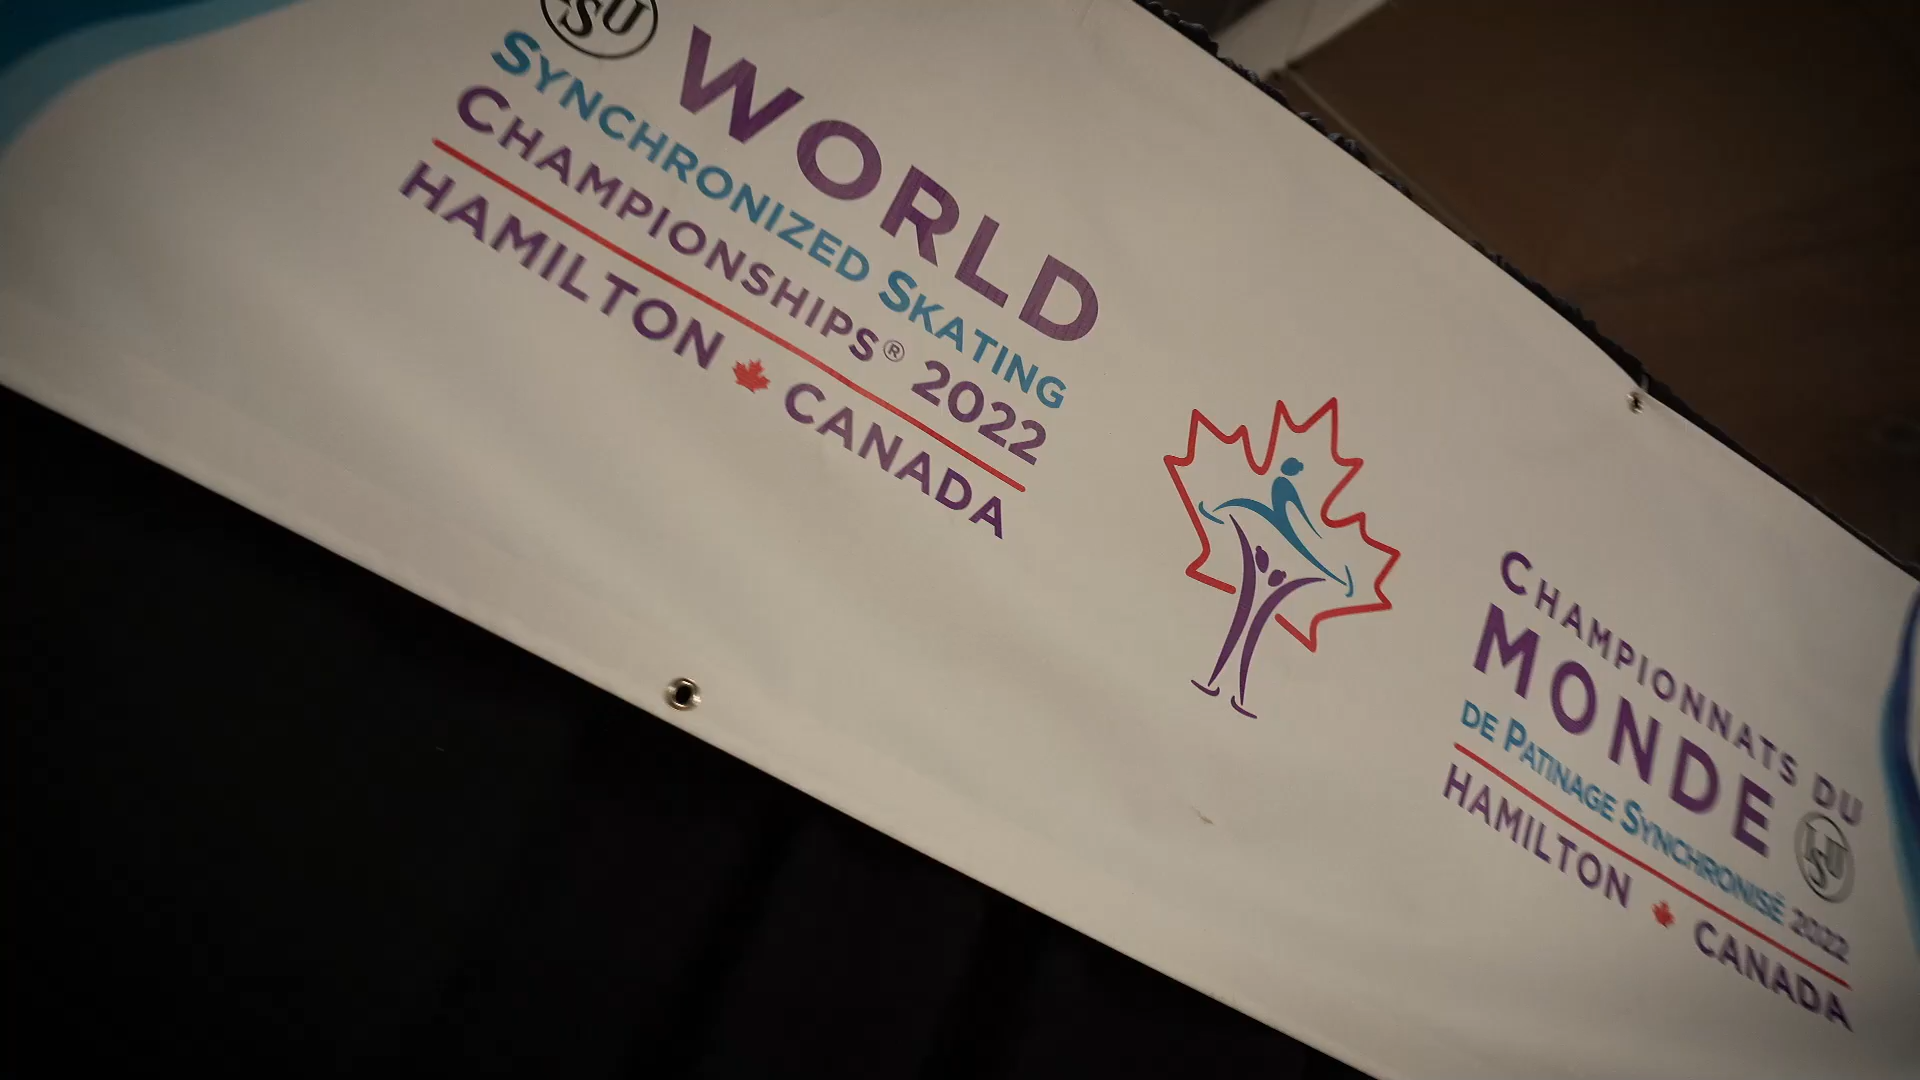 ISU
WORLD
SYNCHRONIZED SKATING
CHAMPIONSHIPS® 2022
HAMILTON CANADA
CHAMPIONNATS DU
MONDE
ISU
DE PATINAGE SYNCHRONISÉ 2022
HAMILTON CANADA